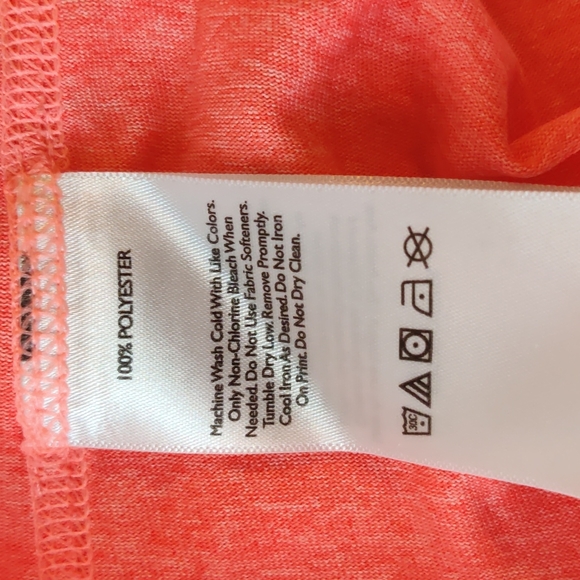 100% POLYESTER
Machine Wash Cold With Like Colors.
Only Non-Chlorine Bleach When
Needed. Do Not Use Fabric Softeners.
Tumble Dry Low. Remove Promptly.
Cool Iron As Desired. Do Not Iron
On Print. Do Not Dry Clean.
30C